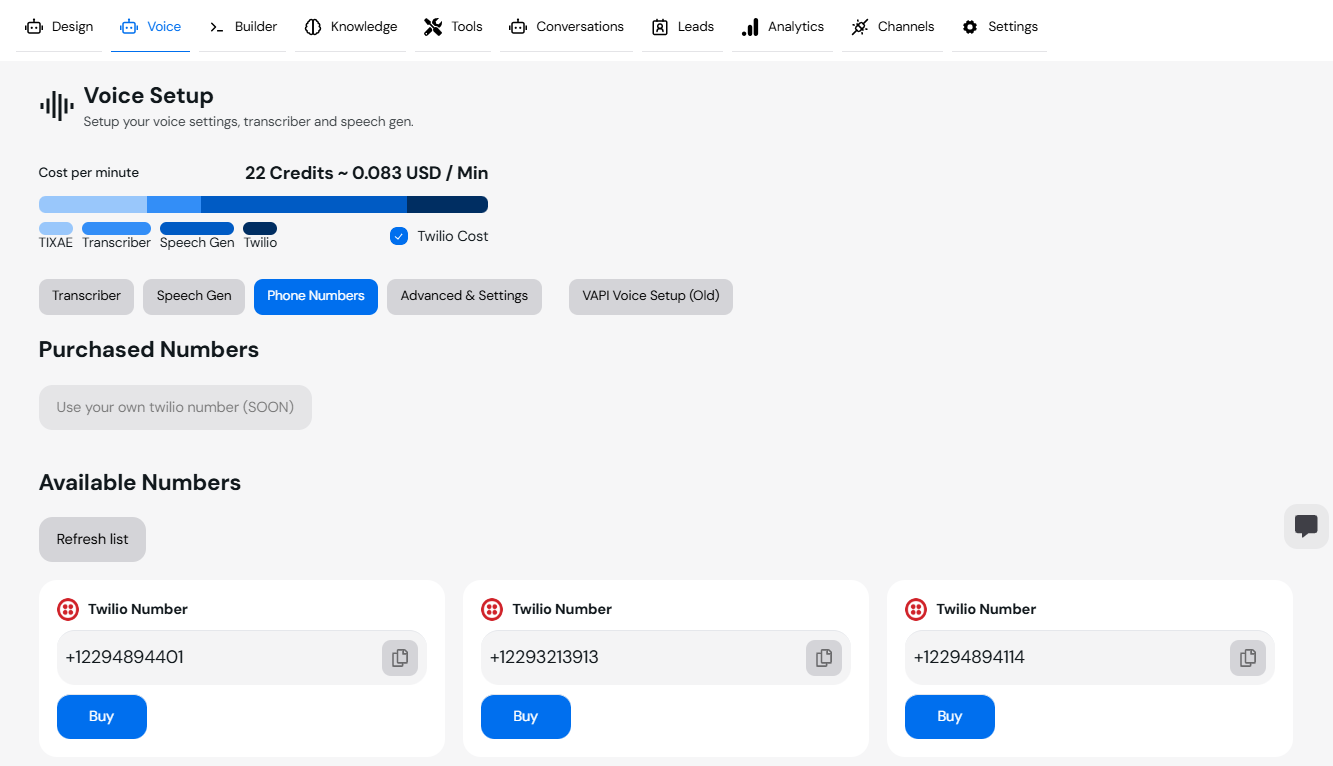 Design Voice Builder Knowledge Tools Conversations Leads Analytics Channels Settings
Voice Setup
Setup your voice settings, transcriber and speech gen.
Cost per minute 22 Credits ~ 0.083 USD / Min
TIXAE Transcriber Speech Gen Twilio Twilio Cost
Transcriber Speech Gen Phone Numbers Advanced & Settings VAPI Voice Setup (Old)
Purchased Numbers
Use your own twilio number (SOON)
Available Numbers
Refresh list
Twilio Number Twilio Number Twilio Number
+12294894401 +12293213913 +12294894114
Buy Buy Buy